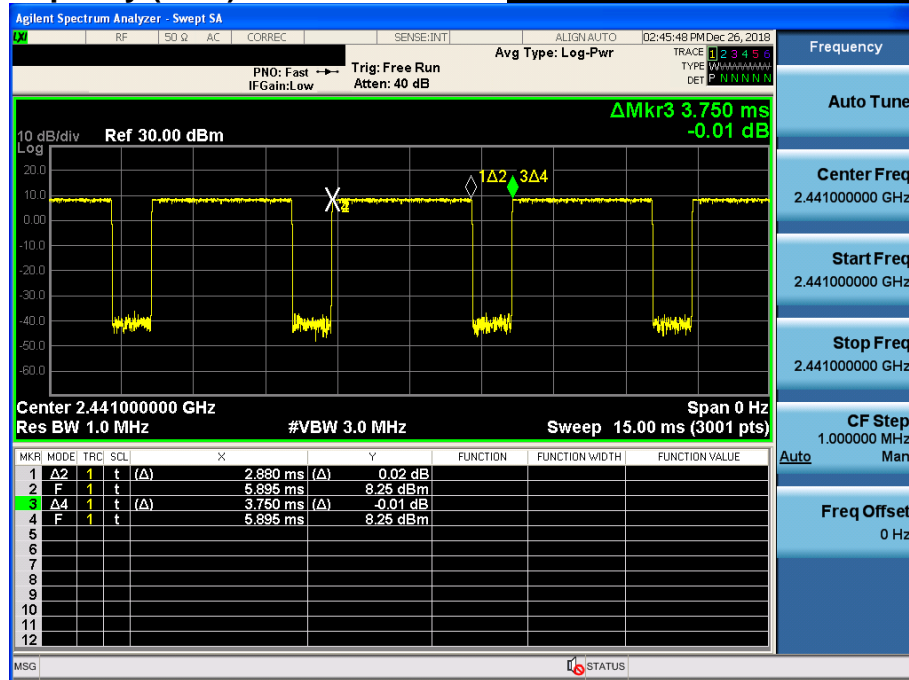 Agilent Spectrum Analyzer - Swept SA
LXI RF 50 Ω AC CORREC SENSE:INT ALIGN AUTO 02:45:48 PM Dec 26, 2018
Avg Type: Log-Pwr
TRACE 1 2 3 4 5 6
PNO: Fast Trig: Free Run
TYPE WWWWWW
IFGain:Low Atten: 40 dB
DET P N N N N N
ΔMkr3 3.750 ms
-0.01 dB
10 dB/div Ref 30.00 dBm
Log
20.0
10.0
0.00
-10.0
-20.0
-30.0
-40.0
-50.0
-60.0
1Δ2 3Δ4
Center 2.441000000 GHz Span 0 Hz
Res BW 1.0 MHz #VBW 3.0 MHz Sweep 15.00 ms (3001 pts)
MKR MODE TRC SCL X Y FUNCTION FUNCTION WIDTH FUNCTION VALUE
1 Δ2 1 t (Δ) 2.880 ms (Δ) 0.02 dB
2 F 1 t 5.895 ms 8.25 dBm
3 Δ4 1 t (Δ) 3.750 ms (Δ) -0.01 dB
4 F 1 t 5.895 ms 8.25 dBm
5
6
7
8
9
10
11
12
MSG STATUS
Frequency
Auto Tune
Center Freq
2.441000000 GHz
Start Freq
2.441000000 GHz
Stop Freq
2.441000000 GHz
CF Step
1.000000 MHz
Auto Man
Freq Offset
0 Hz